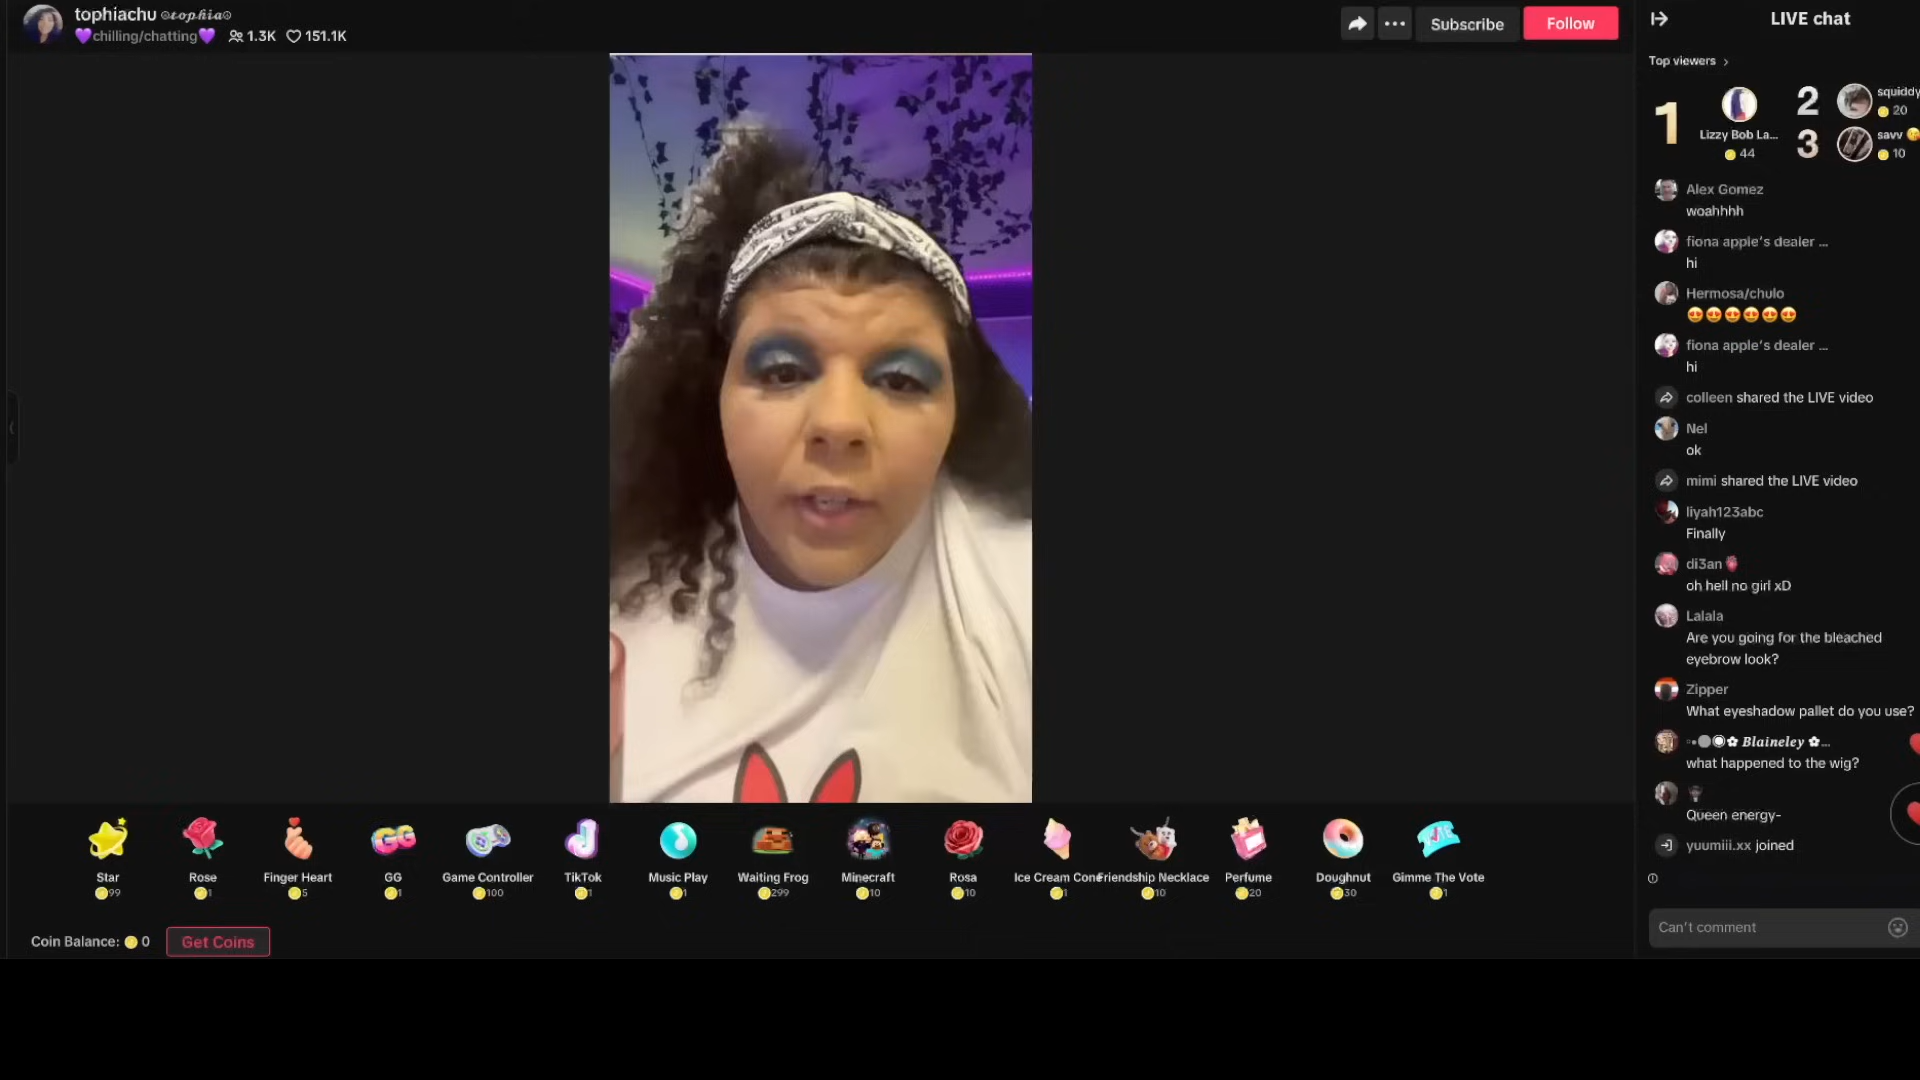 tophiachu ☺𝓽𝓸𝓹𝓱𝓲𝓪☺
💜chilling/chatting💜 1.3K 151.1K
Subscribe
Follow
LIVE chat
Top viewers >
1
Lizzy Bob La...
44
2
squiddy
20
3
savv 😘
10
Alex Gomez
woahhhh
fiona apple's dealer ...
hi
Hermosa/chulo
😍😍😍😍😍😍
fiona apple's dealer ...
hi
colleen shared the LIVE video
Nel
ok
mimi shared the LIVE video
liyah123abc
Finally
di3an🫀
oh hell no girl xD
Lalala
Are you going for the bleached
eyebrow look?
Zipper
What eyeshadow pallet do you use?
✿ Blaineley ✿...
what happened to the wig?
Queen energy-
yuumiii.xx joined
Can't comment
Star
99
Rose
1
Finger Heart
5
GG
GG
1
Game Controller
100
TikTok
1
Music Play
1
Waiting Frog
299
Minecraft
10
Rosa
10
Ice Cream Cone
1
Friendship Necklace
10
Perfume
20
Doughnut
30
Gimme The Vote
1
Coin Balance: 0
Get Coins